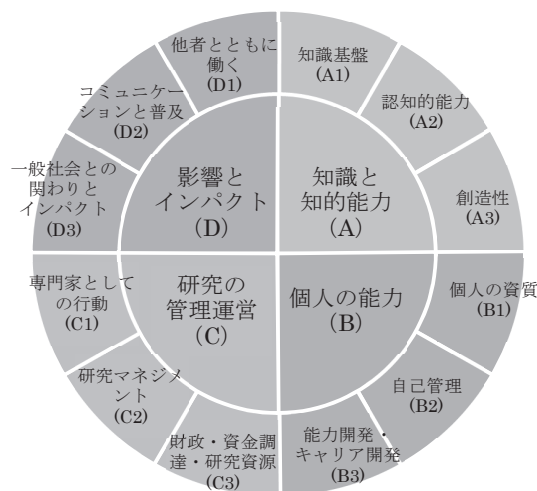 他者とともに
働く
(D1)
知識基盤
(A1)
コミュニケー
ションと普及
(D2)
認知的能力
(A2)
一般社会との
関わりと
インパクト
(D3)
影響と
インパクト
(D)
知識と
知的能力
(A)
創造性
(A3)
専門家として
の行動
(C1)
研究の
管理運営
(C)
個人の能力
(B)
個人の資質
(B1)
研究マネジメ
ント
(C2)
自己管理
(B2)
財政・資金調
達・研究資源
(C3)
能力開発・
キャリア開発
(B3)